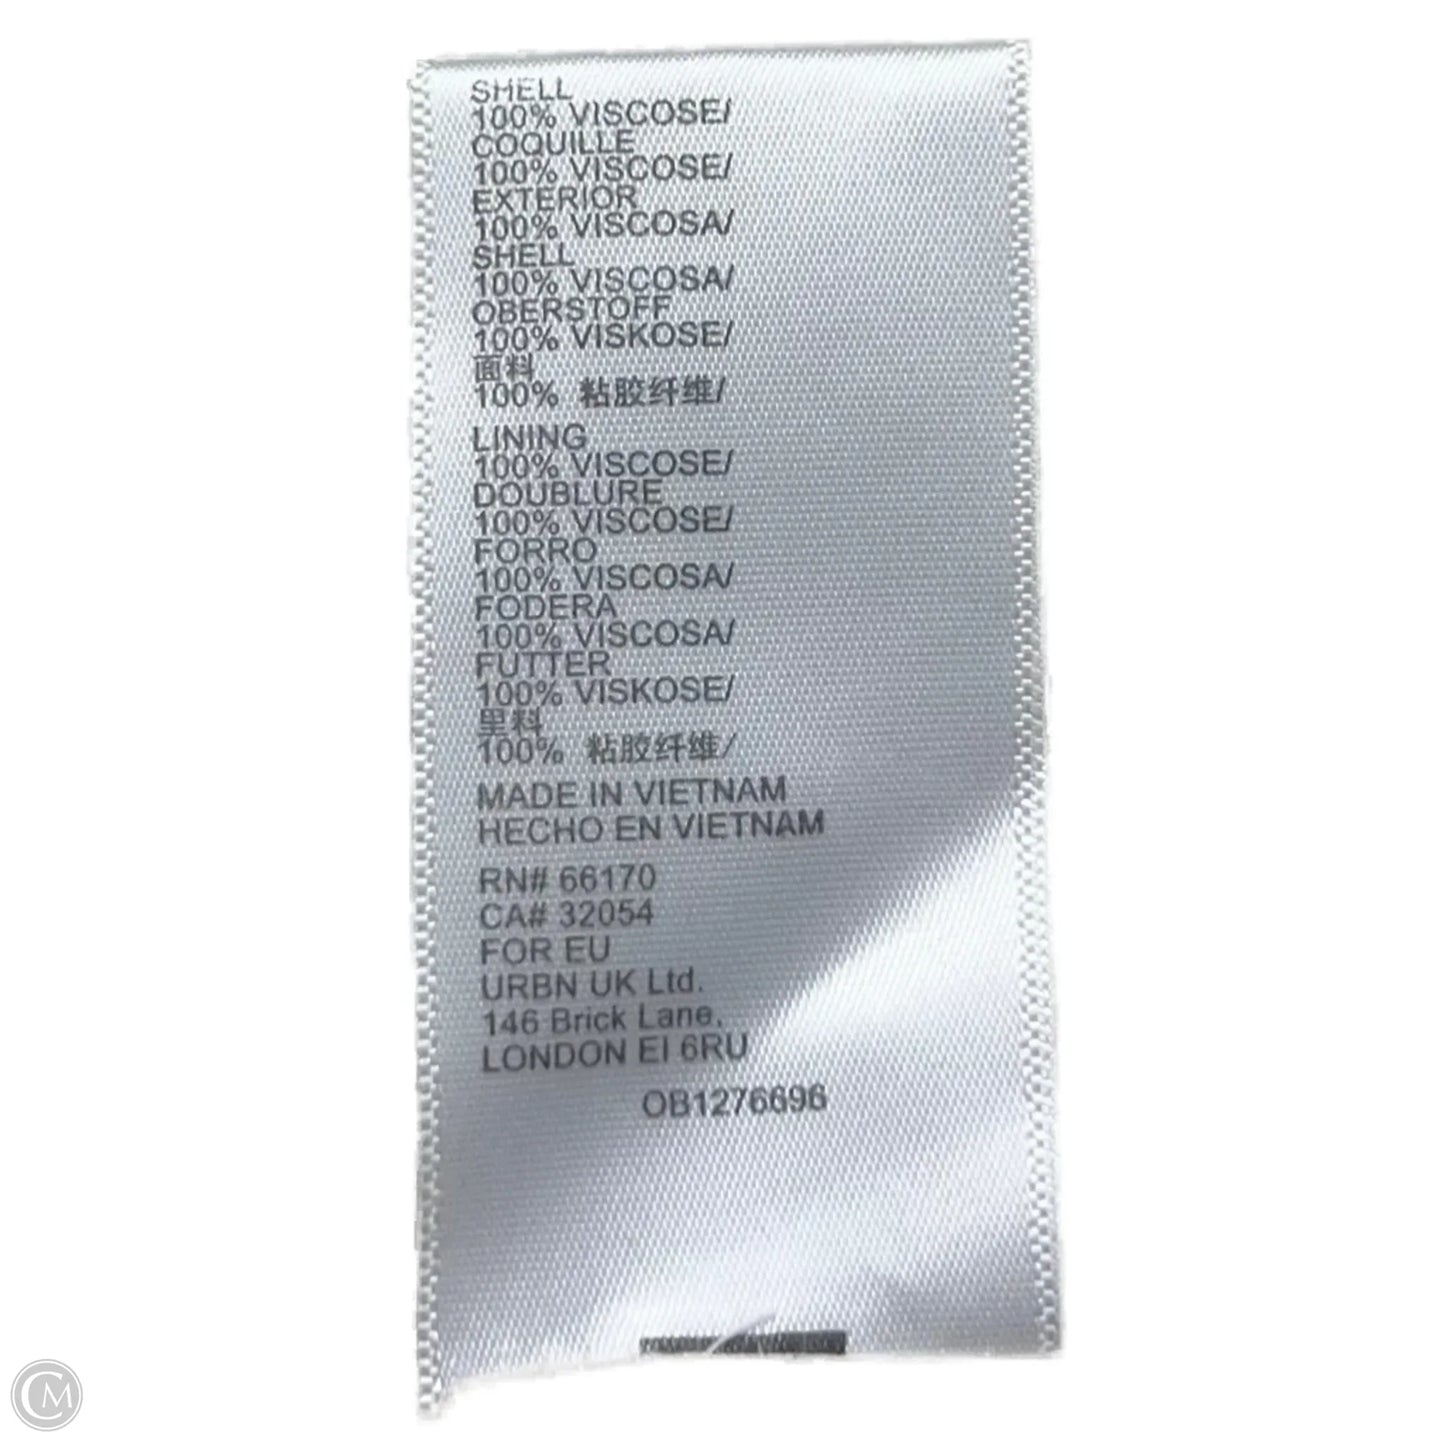 SHELL
100% VISCOSE/
COQUILLE
100% VISCOSE/
EXTERIOR
100% VISCOSA/
SHELL
100% VISCOSA/
OBERSTOFF
100% VISKOSE/
面料
100% 粘胶纤维/
LINING
100% VISCOSE/
DOUBLURE
100% VISCOSE/
FORRO
100% VISCOSA/
FODERA
100% VISCOSA/
FUTTER
100% VISKOSE/
里料
100% 粘胶纤维/
MADE IN VIETNAM
HECHO EN VIETNAM
RN# 66170
CA# 32054
FOR EU
URBN UK Ltd.
146 Brick Lane,
LONDON EI 6RU
OB1276696
CM